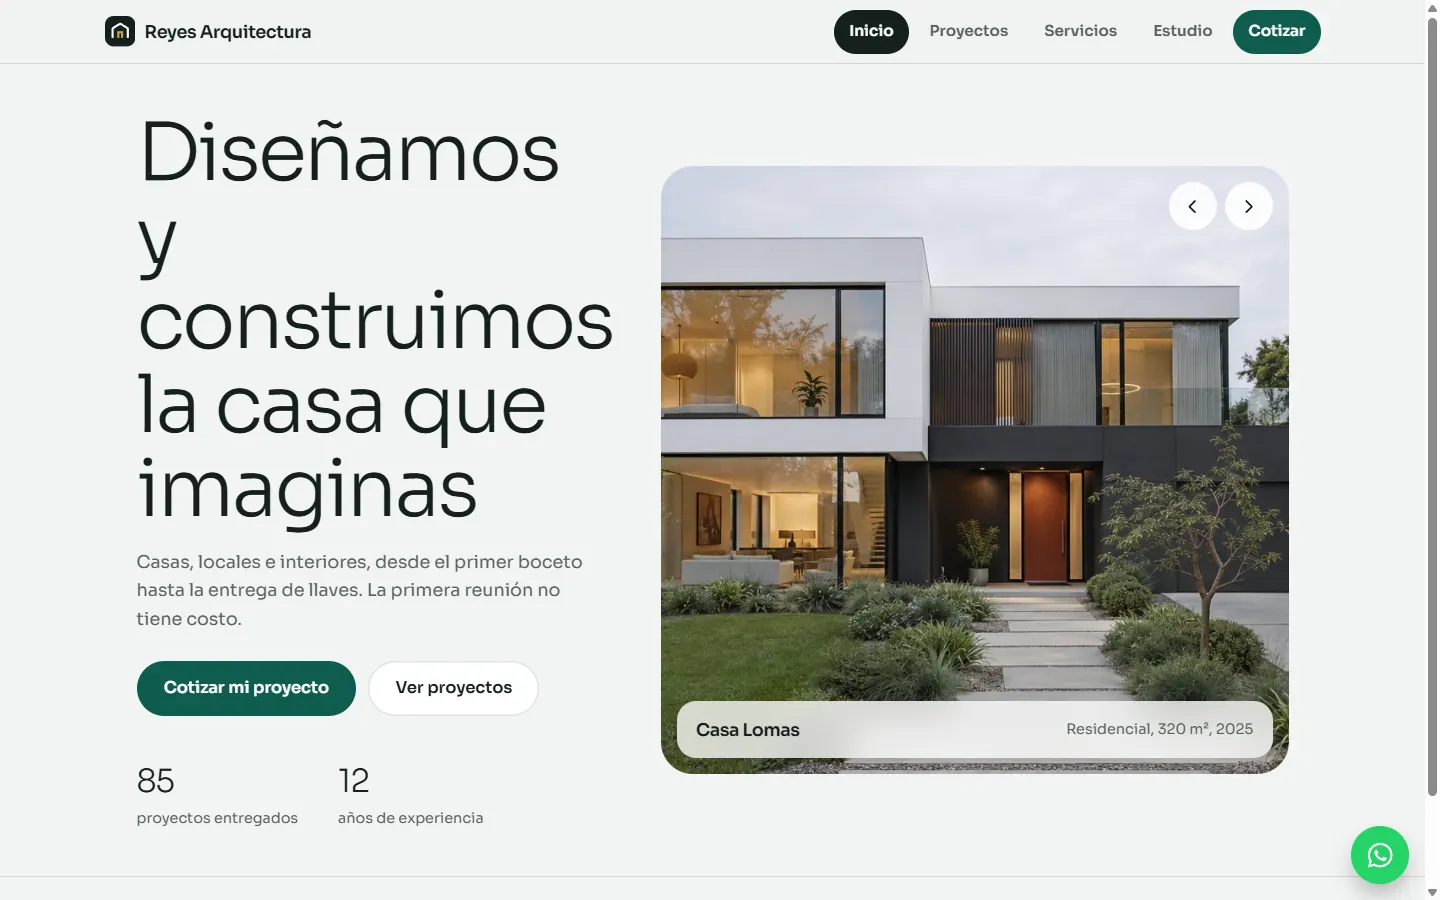 Reyes Arquitectura
Inicio
Proyectos
Servicios
Estudio
Cotizar
Diseñamos
y
construimos
la casa que
imaginas
Casas, locales e interiores, desde el primer boceto
hasta la entrega de llaves. La primera reunión no
tiene costo.
Cotizar mi proyecto
Ver proyectos
85
proyectos entregados
12
años de experiencia
Casa Lomas
Residencial, 320 m², 2025